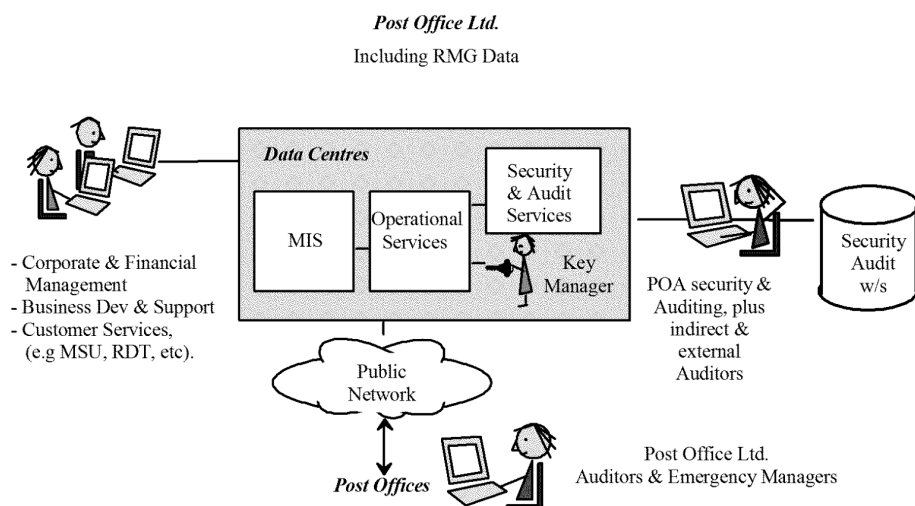 Post Office Ltd.
Including RMG Data
Data Centres
MIS
Operational
Services
Security
& Audit
Services
Key
Manager
- Corporate & Financial
Management
- Business Dev & Support
- Customer Services,
(e.g MSU, RDT, etc).
POA security &
Auditing, plus
indirect &
external
Auditors
Security
Audit
w/s
Public
Network
Post Offices
Post Office Ltd.
Auditors & Emergency Managers